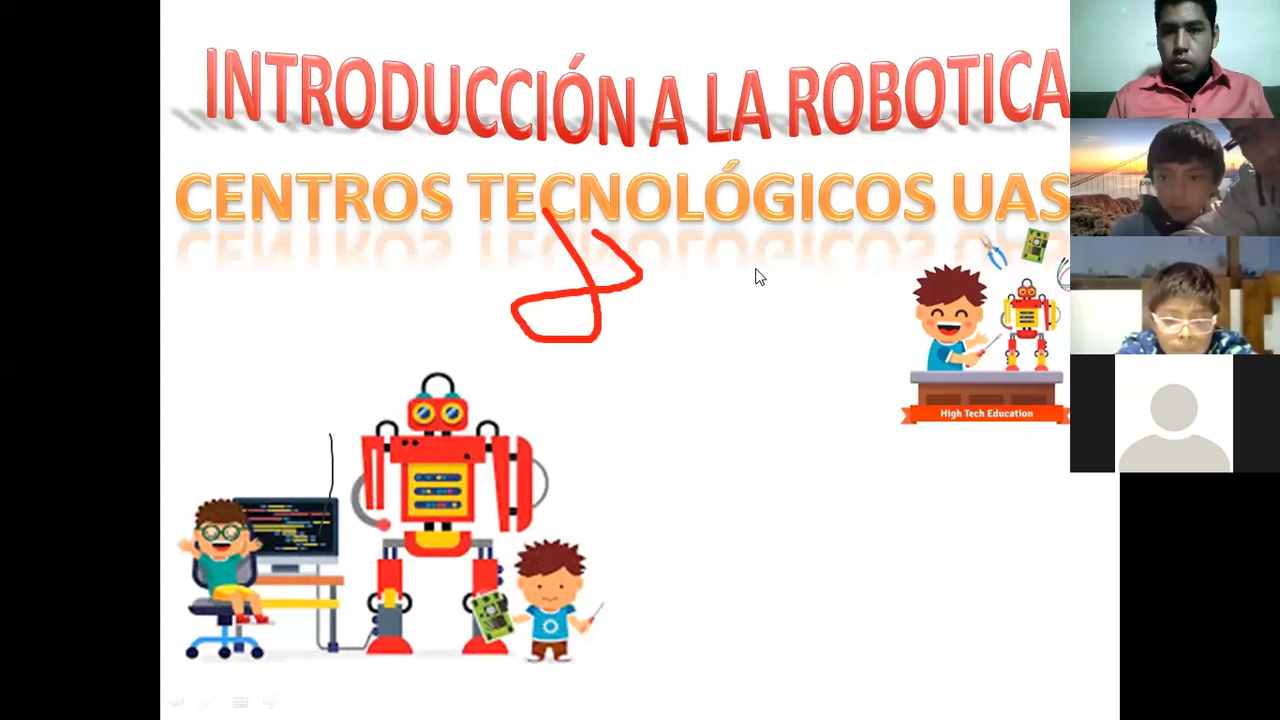 INTRODUCCIÓN A LA ROBOTICA
CENTROS TECNOLÓGICOS UAS
High Tech Education